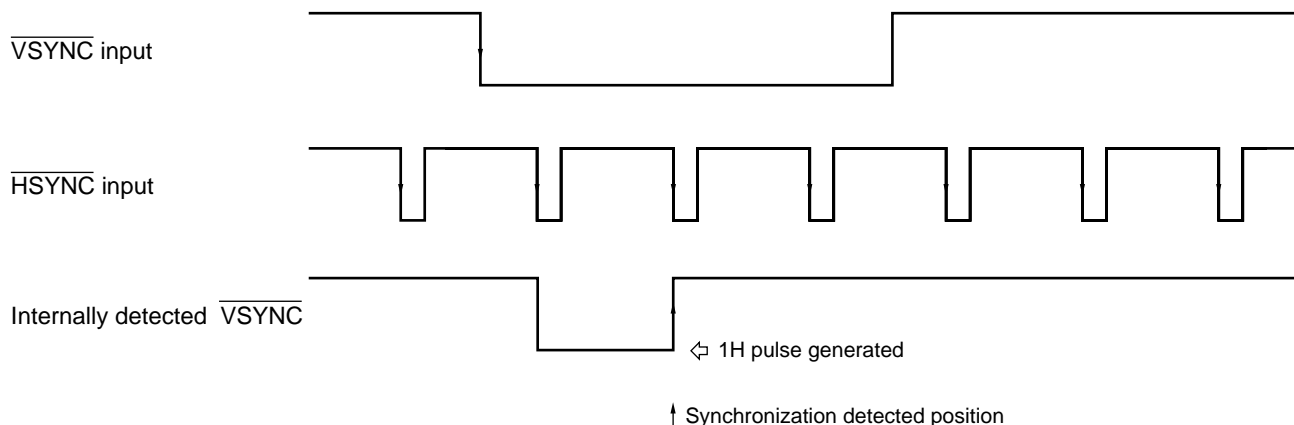 VSYNC input
HSYNC input
Internally detected VSYNC
1H pulse generated
Synchronization detected position